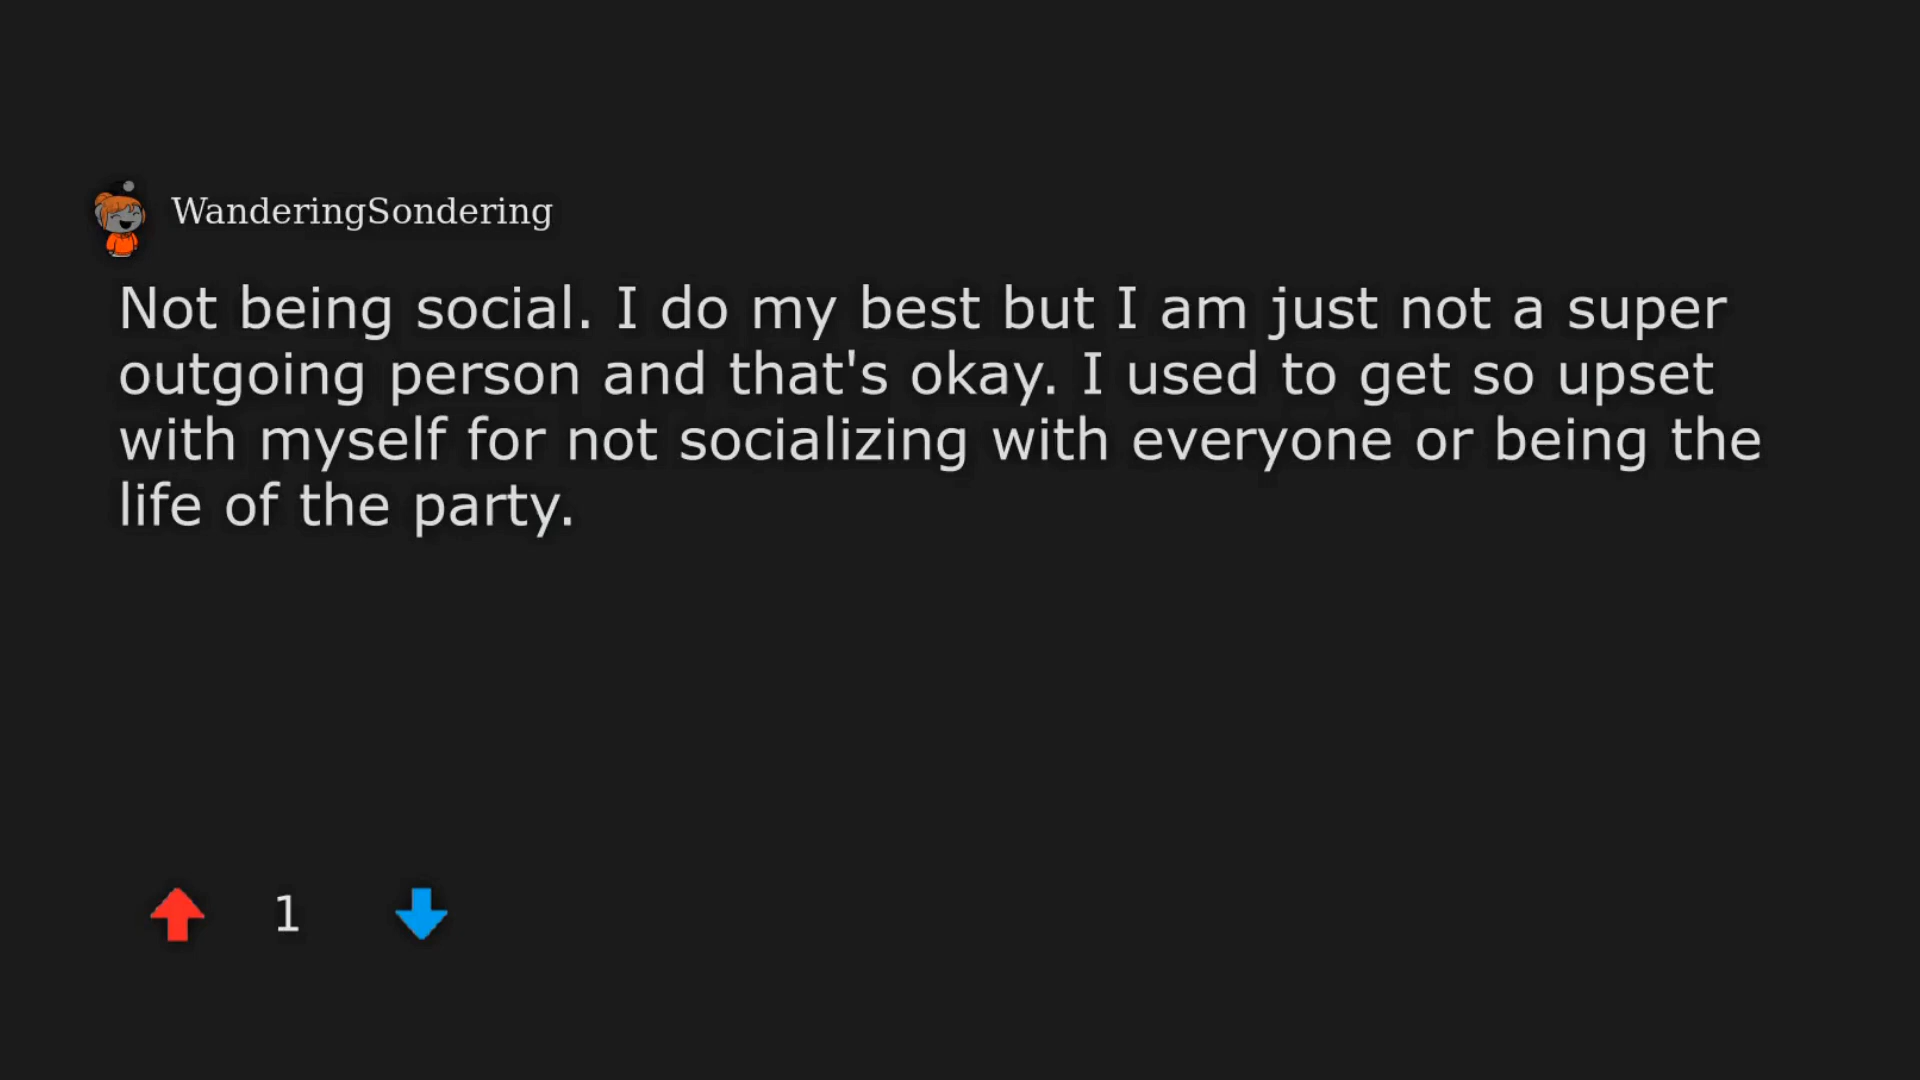 WanderingSondering
Not being social. I do my best but I am just not a super
outgoing person and that's okay. I used to get so upset
with myself for not socializing with everyone or being the
life of the party.
1